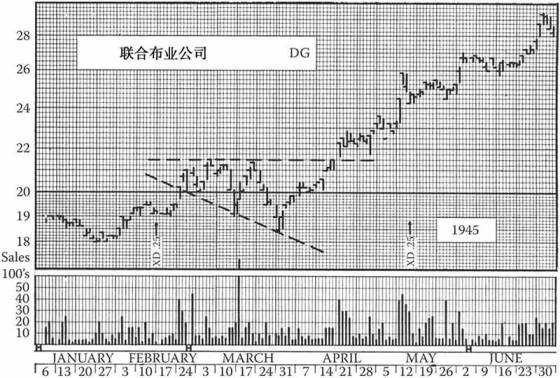 联合布业公司 DG
28
26
24
22
20
1945
18
Sales
XD .25
XD .25
100's
50
40
30
20
10
JANUARY FEBRUARY MARCH APRIL MAY JUNE
6 13 20 27 3 10 17 24 3 10 17 24 31 7 14 21 28 5 12 19 26 2 9 16 23 30